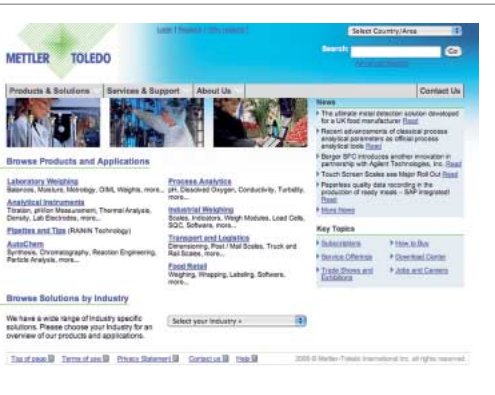 Login | Register | Why register?
Select Country/Area
METTLER TOLEDO
Search:
Go
Advanced Search
Products & Solutions
Services & Support
About Us
Contact Us
News
The ultimate metal detection solution developed
for a UK food manufacturer Read
Recent advancements of classical process
analytical parameters as official process
analytical tools Read
Berger SFC introduces another innovation in
partnership with Agilent Technologies, Inc. Read
Touch Screen Scales see Major Roll Out Read
Paperless quality data recording in the
production of ready meals – SAP integrated!
Read
More News
Browse Products and Applications
Laboratory Weighing
Balances, Moisture, Metrology, OIML Weights, more...
Analytical Instruments
Titration, pH/Ion Measurement, Thermal Analysis,
Density, Lab Electrodes, more...
Pipettes and Tips (RAININ Technology)
AutoChem
Synthesis, Chromatography, Reaction Engineering,
Particle Analysis, more...
Process Analytics
pH, Dissolved Oxygen, Conductivity, Turbidity,
more...
Industrial Weighing
Scales, Indicators, Weigh Modules, Load Cells,
SQC, Software, more...
Transport and Logistics
Dimensioning, Post / Mail Scales, Truck and
Rail Scales, more...
Food Retail
Weighing, Wrapping, Labeling, Software,
more...
Key Topics
Subscriptions
How to Buy
Service Offerings
Download Center
Trade Shows and
Exhibitions
Jobs and Careers
Browse Solutions by Industry
We have a wide range of Industry specific
solutions. Please choose your Industry for an
overview of our products and applications.
Select your Industry +
Top of page
Terms of use
Privacy Statement
Contact us
Help
2006 © Mettler-Toledo International Inc. all rights reserved.